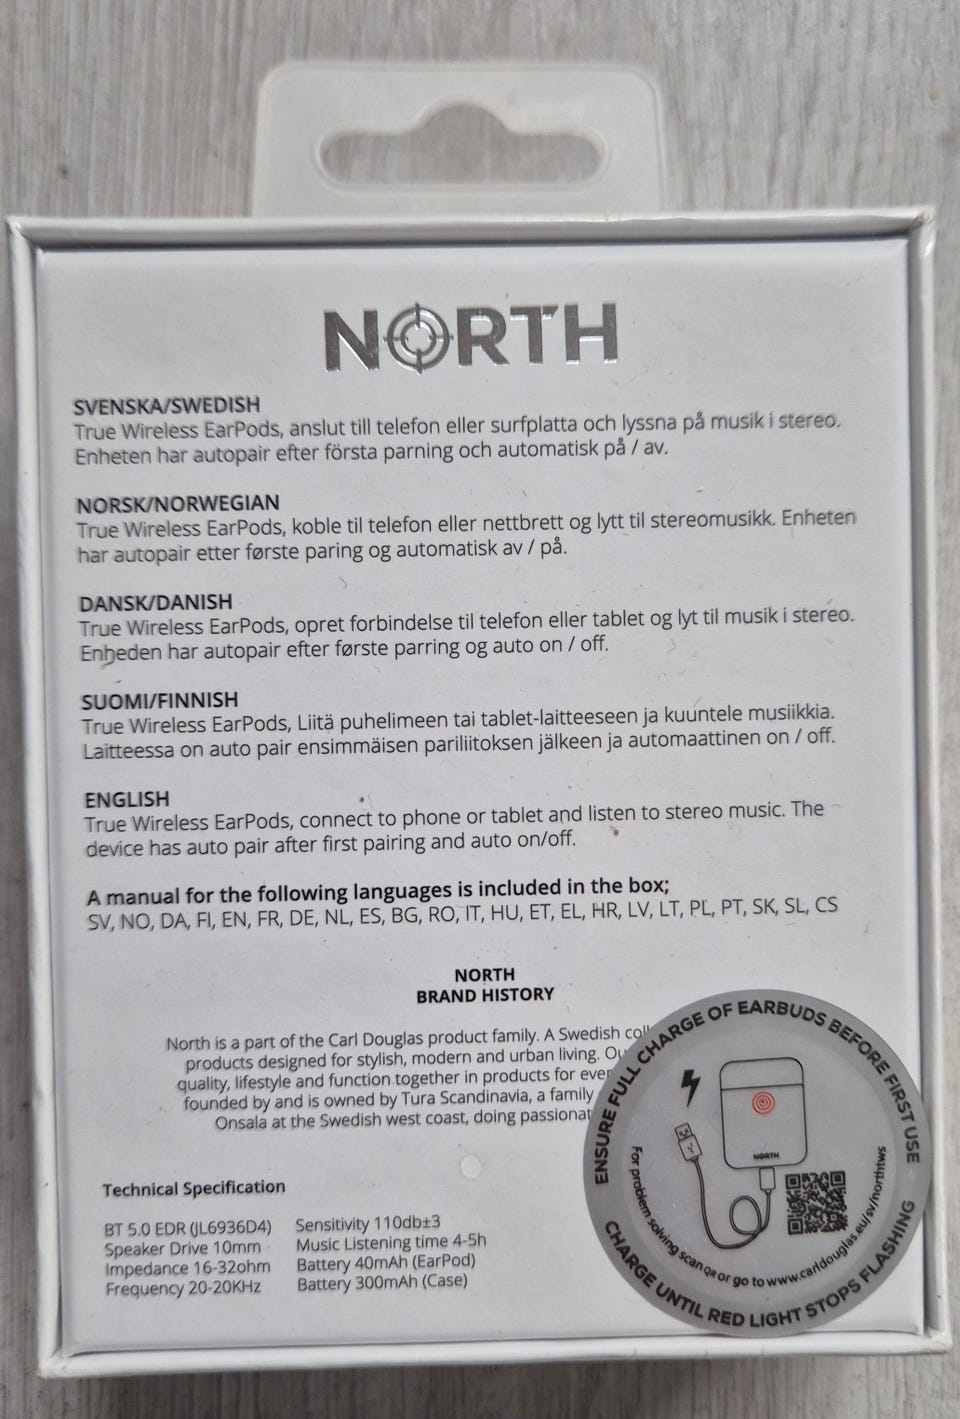 NORTH
SVENSKA/SWEDISH
True Wireless EarPods, anslut till telefon eller surfplatta och lyssna på musik i stereo.
Enheten har autopair efter första parning och automatisk på / av.
NORSK/NORWEGIAN
True Wireless EarPods, koble til telefon eller nettbrett og lytt til stereomusikk. Enheten
har autopair etter første paring og automatisk av / på.
DANSK/DANISH
True Wireless EarPods, opret forbindelse til telefon eller tablet og lyt til musik i stereo.
Enheden har autopair efter første parring og auto on / off.
SUOMI/FINNISH
True Wireless EarPods, Liitä puhelimeen tai tablet-laitteeseen ja kuuntele musiikkia.
Laitteessa on auto pair ensimmäisen pariliitoksen jälkeen ja automaattinen on / off.
ENGLISH
True Wireless EarPods, connect to phone or tablet and listen to stereo music. The
device has auto pair after first pairing and auto on/off.
A manual for the following languages is included in the box;
SV, NO, DA, FI, EN, FR, DE, NL, ES, BG, RO, IT, HU, ET, EL, HR, LV, LT, PL, PT, SK, SL, CS
NORTH
BRAND HISTORY
North is a part of the Carl Douglas product family. A Swedish
products designed for stylish, modern and urban living.
quality, lifestyle and function together in products for
founded by and is owned by Tura Scandinavia, a family
Onsala at the Swedish west coast, doing
Technical Specification
BT 5.0 EDR (JL6936D4)
Speaker Drive 10mm
Impedance 16-32ohm
Frequency 20-20KHz
Sensitivity 110db±3
Music Listening time 4-5h
Battery 40mAh (EarPod)
Battery 300mAh (Case)
ENSURE FULL CHARGE OF EARBUDS BEFORE FIRST USE
NORTH
For problem solving scan QR or go to www.carldouglas.eu/sv/northtws
CHARGE UNTIL RED LIGHT STOPS FLASHING